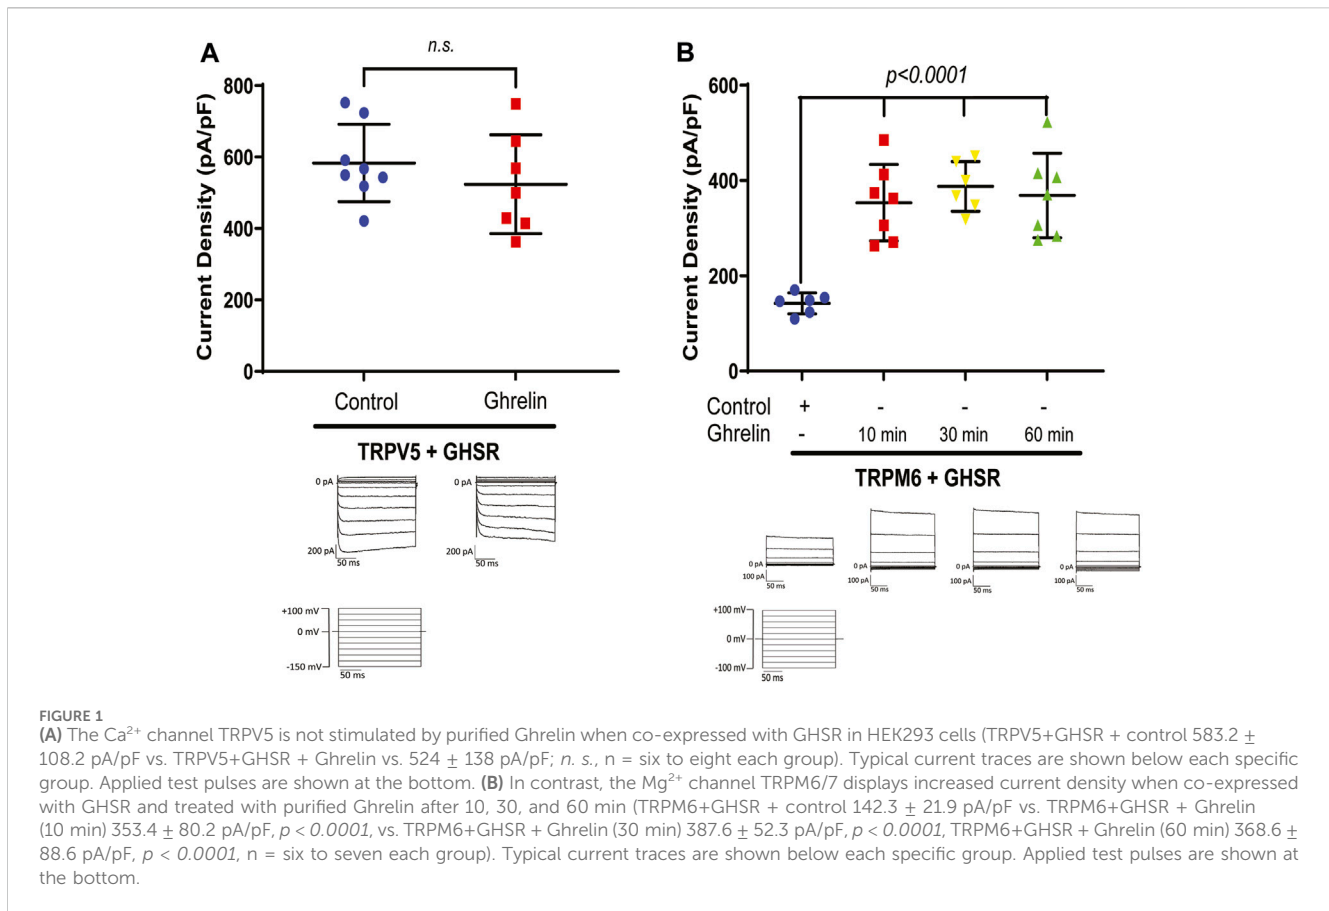 A
n.s.
800
600
400
200
0
Current Density (pA/pF)
Control Ghrelin
TRPV5 + GHSR
0 pA
200 pA
50 ms
0 pA
200 pA
50 ms
+100 mV
0 mV
-150 mV
50 ms
B
p<0.0001
600
400
200
0
Current Density (pA/pF)
Control + - - -
Ghrelin - 10 min 30 min 60 min
TRPM6 + GHSR
0 pA
100 pA
50 ms
0 pA
100 pA
50 ms
0 pA
100 pA
50 ms
0 pA
100 pA
50 ms
+100 mV
0 mV
-100 mV
50 ms
FIGURE 1
(A) The Ca²⁺ channel TRPV5 is not stimulated by purified Ghrelin when co-expressed with GHSR in HEK293 cells (TRPV5+GHSR + control 583.2 ±
108.2 pA/pF vs. TRPV5+GHSR + Ghrelin vs. 524 ± 138 pA/pF; n. s., n = six to eight each group). Typical current traces are shown below each specific
group. Applied test pulses are shown at the bottom. (B) In contrast, the Mg²⁺ channel TRPM6/7 displays increased current density when co-expressed
with GHSR and treated with purified Ghrelin after 10, 30, and 60 min (TRPM6+GHSR + control 142.3 ± 21.9 pA/pF vs. TRPM6+GHSR + Ghrelin
(10 min) 353.4 ± 80.2 pA/pF, p < 0.0001, vs. TRPM6+GHSR + Ghrelin (30 min) 387.6 ± 52.3 pA/pF, p < 0.0001, TRPM6+GHSR + Ghrelin (60 min) 368.6 ±
88.6 pA/pF, p < 0.0001, n = six to seven each group). Typical current traces are shown below each specific group. Applied test pulses are shown at
the bottom.